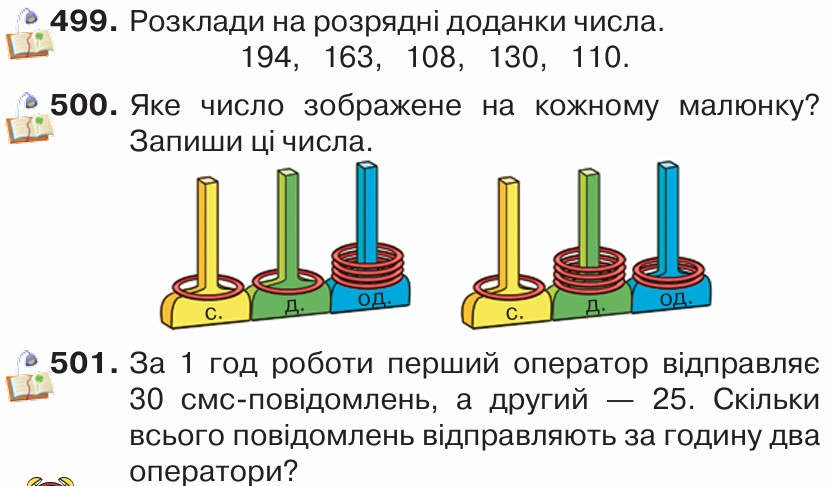 499. Розклади на розрядні доданки числа.
194, 163, 108, 130, 110.
500. Яке число зображене на кожному малюнку?
Запиши ці числа.
с. д. од. с. д. од.
501. За 1 год роботи перший оператор відправляє
30 смс-повідомлень, а другий — 25. Скільки
всього повідомлень відправляють за годину два
оператори?